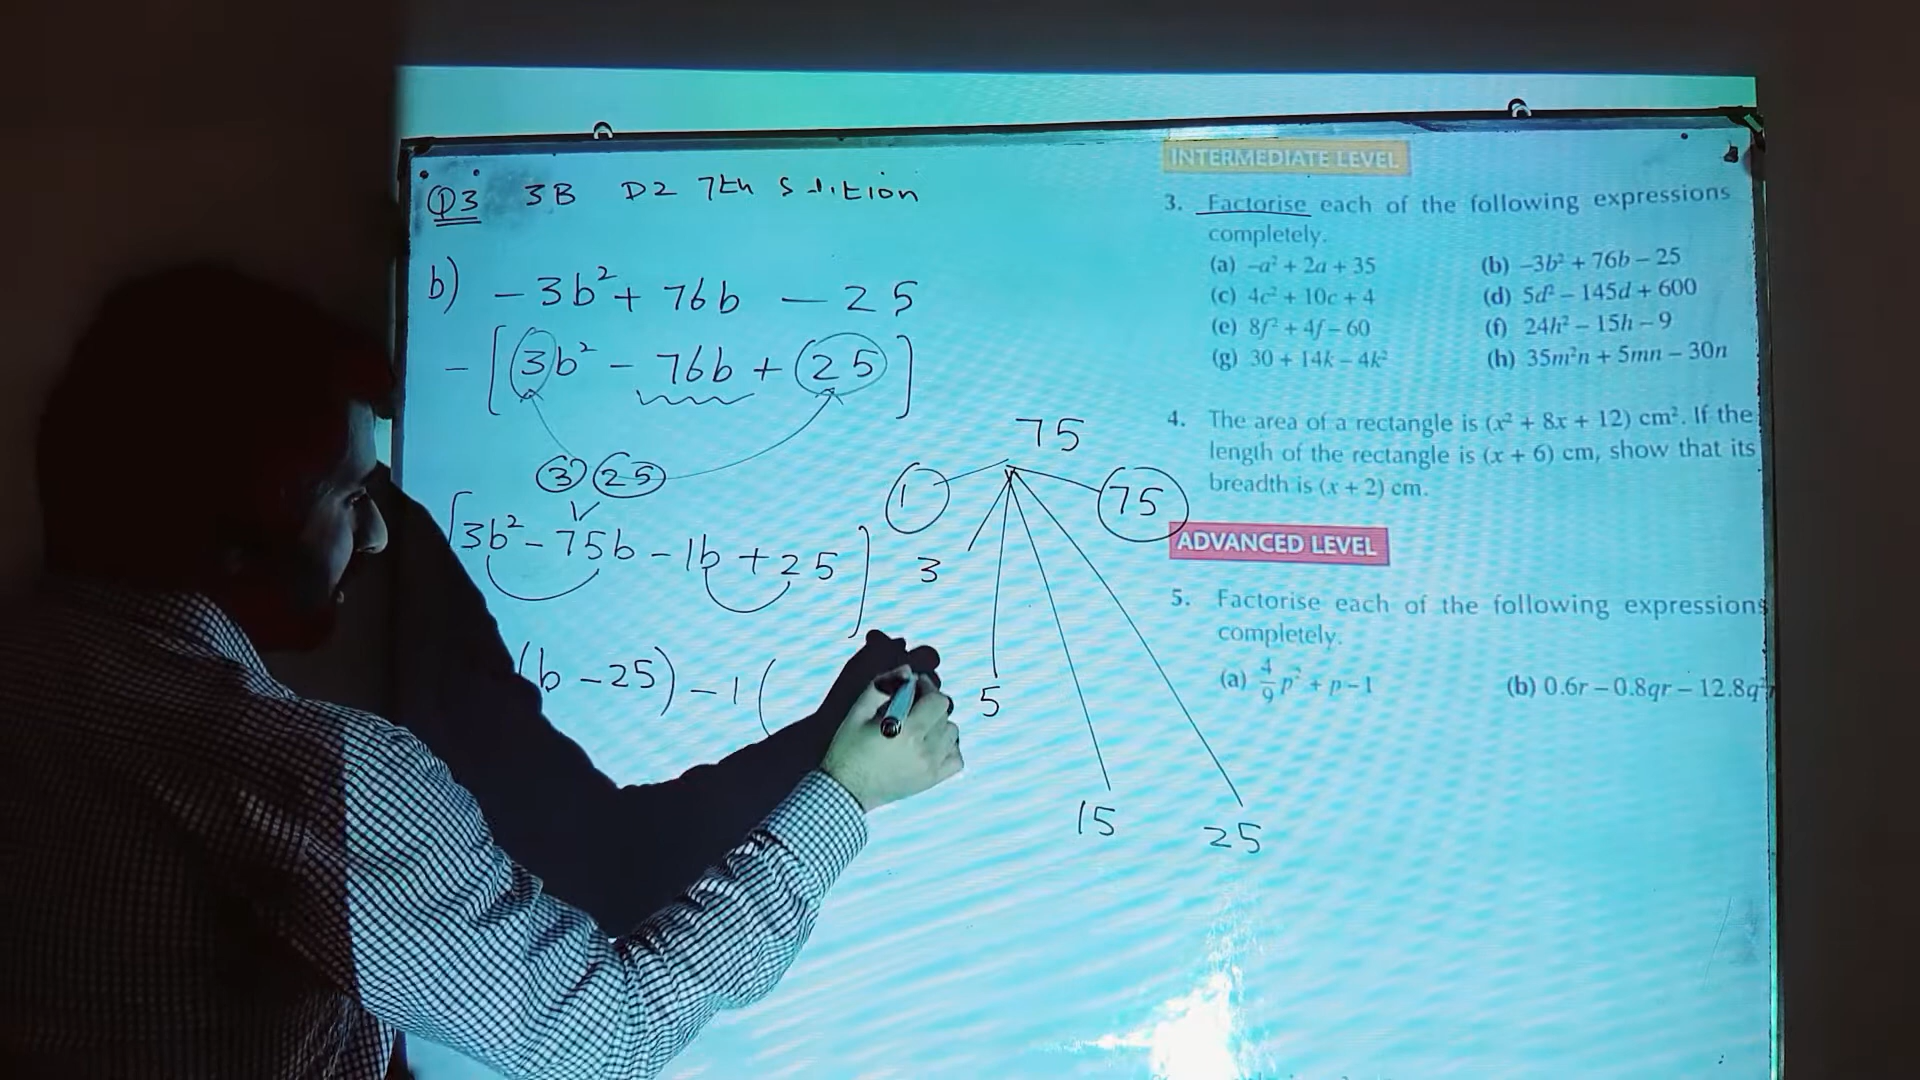 Q3 3B D2 7th Edition
b) -3b² + 76b - 25
-[3b² - 76b + 25]
3 25
[3b² - 75b - 1b + 25]
(b - 25) - 1(
75
1 75
3
5
15
25
INTERMEDIATE LEVEL
3. Factorise each of the following expressions
completely.
(a) -a² + 2a + 35 (b) -3b² + 76b - 25
(c) 4c² + 10c + 4 (d) 5d² - 145d + 600
(e) 8f² + 4f - 60 (f) 24h² - 15h - 9
(g) 30 + 14k - 4k² (h) 35m²n + 5mn - 30n
4. The area of a rectangle is (x² + 8x + 12) cm². If the
length of the rectangle is (x + 6) cm, show that its
breadth is (x + 2) cm.
ADVANCED LEVEL
5. Factorise each of the following expressions
completely.
(a) 4/9 p² + p - 1 (b) 0.6r - 0.8qr - 12.8q²r